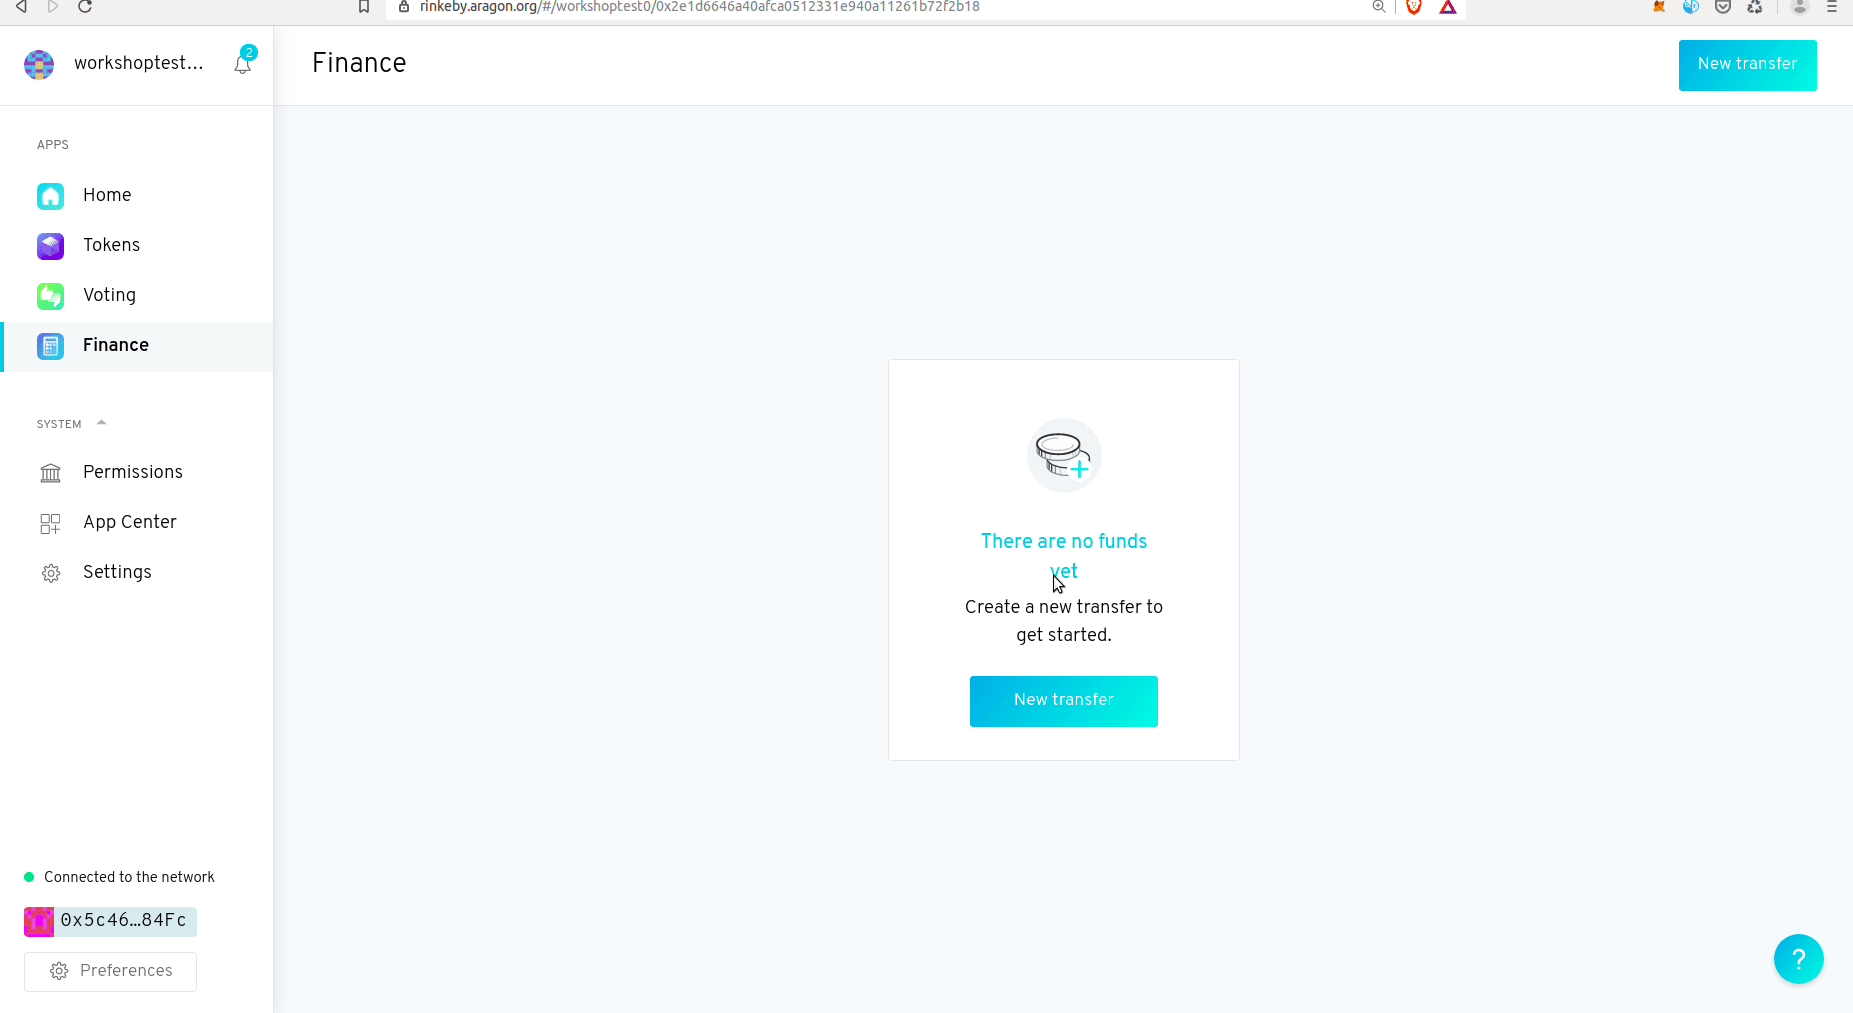 rinkeby.aragon.org/#/workshoptest0/0x2e1d6646a40afca0512331e940a11261b72f2b18
workshoptest...
2
Finance
New transfer
APPS
Home
Tokens
Voting
Finance
SYSTEM
Permissions
App Center
Settings
There are no funds
yet
Create a new transfer to
get started.
New transfer
Connected to the network
0x5c46…84Fc
Preferences
?